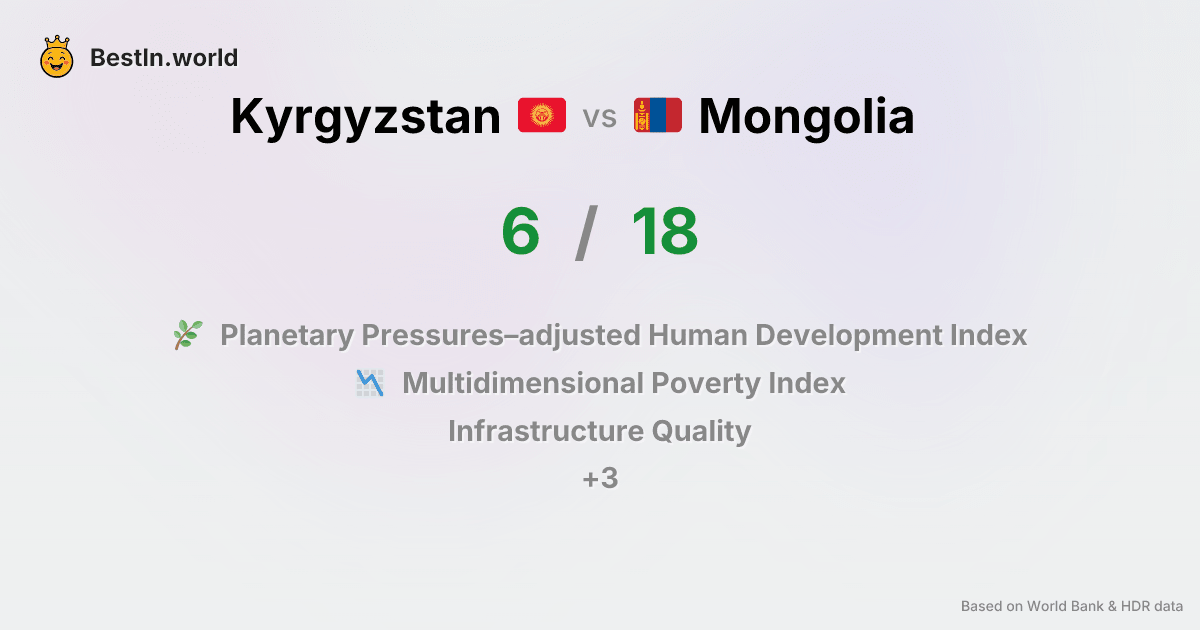 BestIn.world
Kyrgyzstan vs Mongolia
6 / 18
Planetary Pressures–adjusted Human Development Index
Multidimensional Poverty Index
Infrastructure Quality
+3
Based on World Bank & HDR data